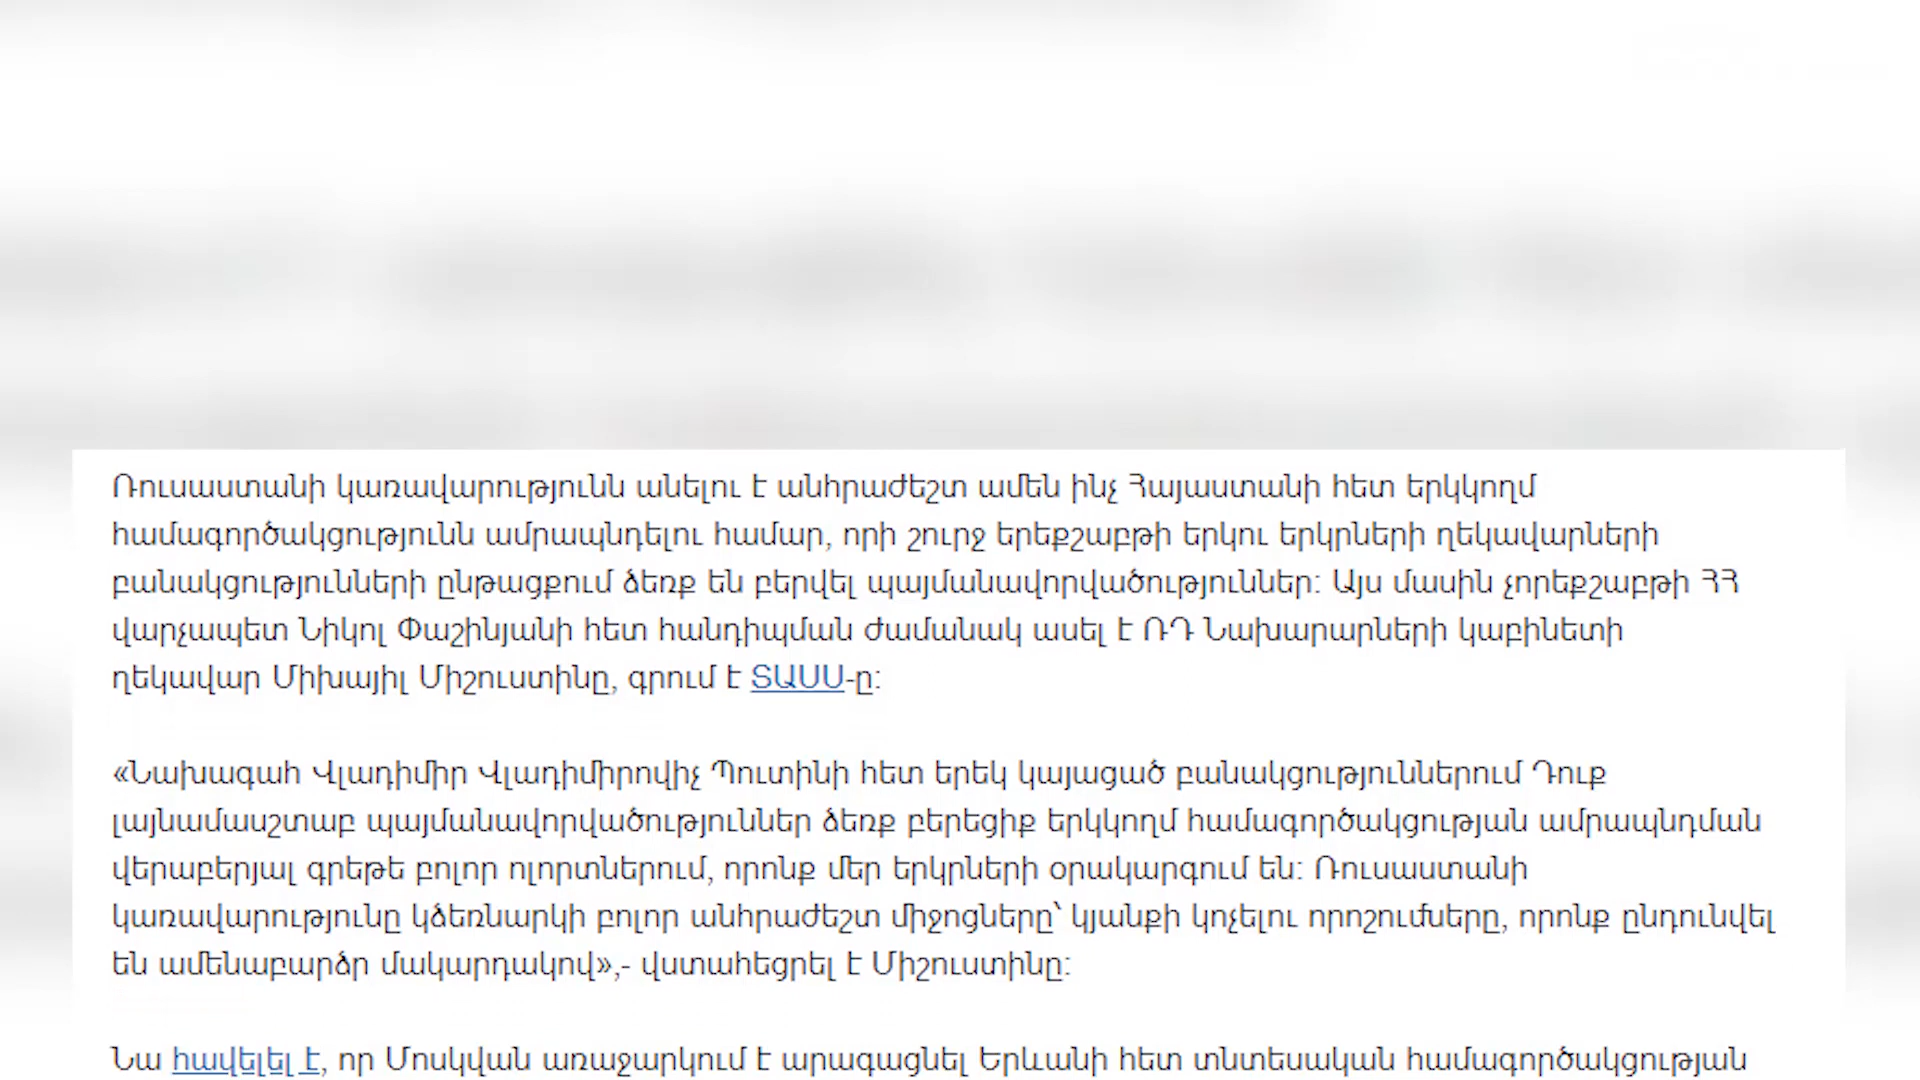 Ռուսաստանի կառավարությունն անելու է անհրաժեշտ ամեն ինչ Հայաստանի հետ երկկողմ
համագործակցությունն ամրապնդելու համար, որի շուրջ երեքշաբթի երկու երկրների ղեկավարների
բանակցությունների ընթացքում ձեռք են բերվել պայմանավորվածություններ։ Այս մասին չորեքշաբթի ՀՀ
վարչապետ Նիկոլ Փաշինյանի հետ հանդիպման ժամանակ ասել է ՌԴ Նախարարների կաբինետի
ղեկավար Միխայիլ Միշուստինը, գրում է ՏԱՍՍ-ը։
«Նախագահ Վլադիմիր Վլադիմիրովիչ Պուտինի հետ երեկ կայացած բանակցություններում Դուք
լայնամասշտաբ պայմանավորվածություններ ձեռք բերեցիք երկկողմ համագործակցության ամրապնդման
վերաբերյալ գրեթե բոլոր ոլորտներում, որոնք մեր երկրների օրակարգում են։ Ռուսաստանի
կառավարությունը կձեռնարկի բոլոր անհրաժեշտ միջոցները՝ կյանքի կոչելու որոշումները, որոնք ընդունվել
են ամենաբարձր մակարդակով»,- վստահեցրել է Միշուստինը։
Նա հավելել է, որ Մոսկվան առաջարկում է արագացնել Երևանի հետ տնտեսական համագործակցության